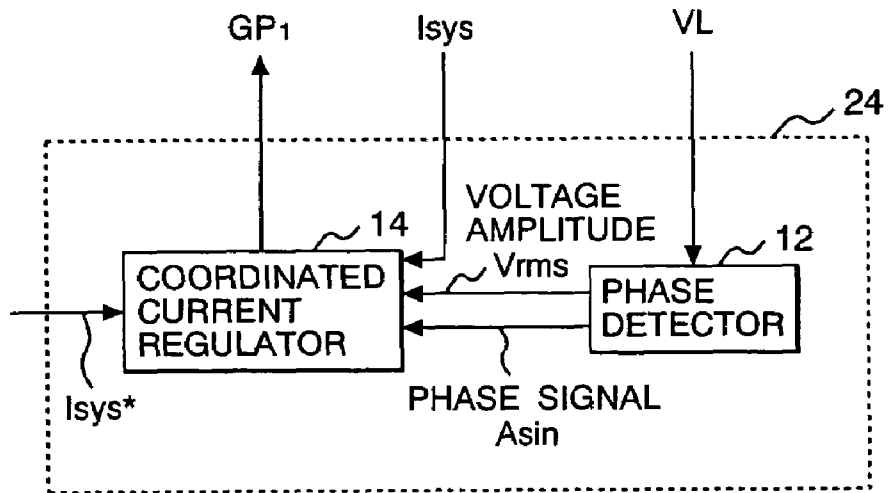 GP1
Isys
VL
24
VOLTAGE
AMPLITUDE
14
12
Vrms
COORDINATED
CURRENT
REGULATOR
PHASE
DETECTOR
Isys*
PHASE SIGNAL
Asin